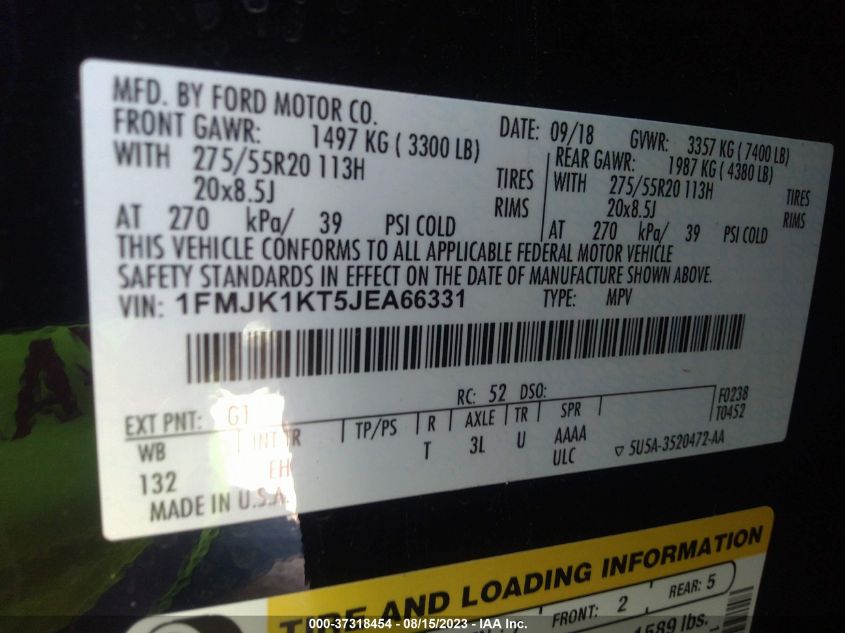 MFD. BY FORD MOTOR CO.
DATE: 09/18 GVWR: 3357 KG ( 7400 LB)
FRONT GAWR: 1497 KG ( 3300 LB)
WITH 275/55R20 113H TIRES
20x8.5J RIMS
AT 270 kPa/ 39 PSI COLD
REAR GAWR: 1987 KG ( 4380 LB)
WITH 275/55R20 113H TIRES
20x8.5J RIMS
AT 270 kPa/ 39 PSI COLD
THIS VEHICLE CONFORMS TO ALL APPLICABLE FEDERAL MOTOR VEHICLE
SAFETY STANDARDS IN EFFECT ON THE DATE OF MANUFACTURE SHOWN ABOVE.
VIN: 1FMJK1KT5JEA66331 TYPE: MPV
EXT PNT: G1 RC: 52 DSO: F0238
WB INT TR TP/PS R AXLE TR SPR T0452
132 EH T 3L U AAAA
ULC 5U5A-3520472-AA
MADE IN U.S.A.
TIRE AND LOADING INFORMATION
FRONT: 2 REAR: 5
1589 lbs.
000-37318454 - 08/15/2023 - IAA Inc.